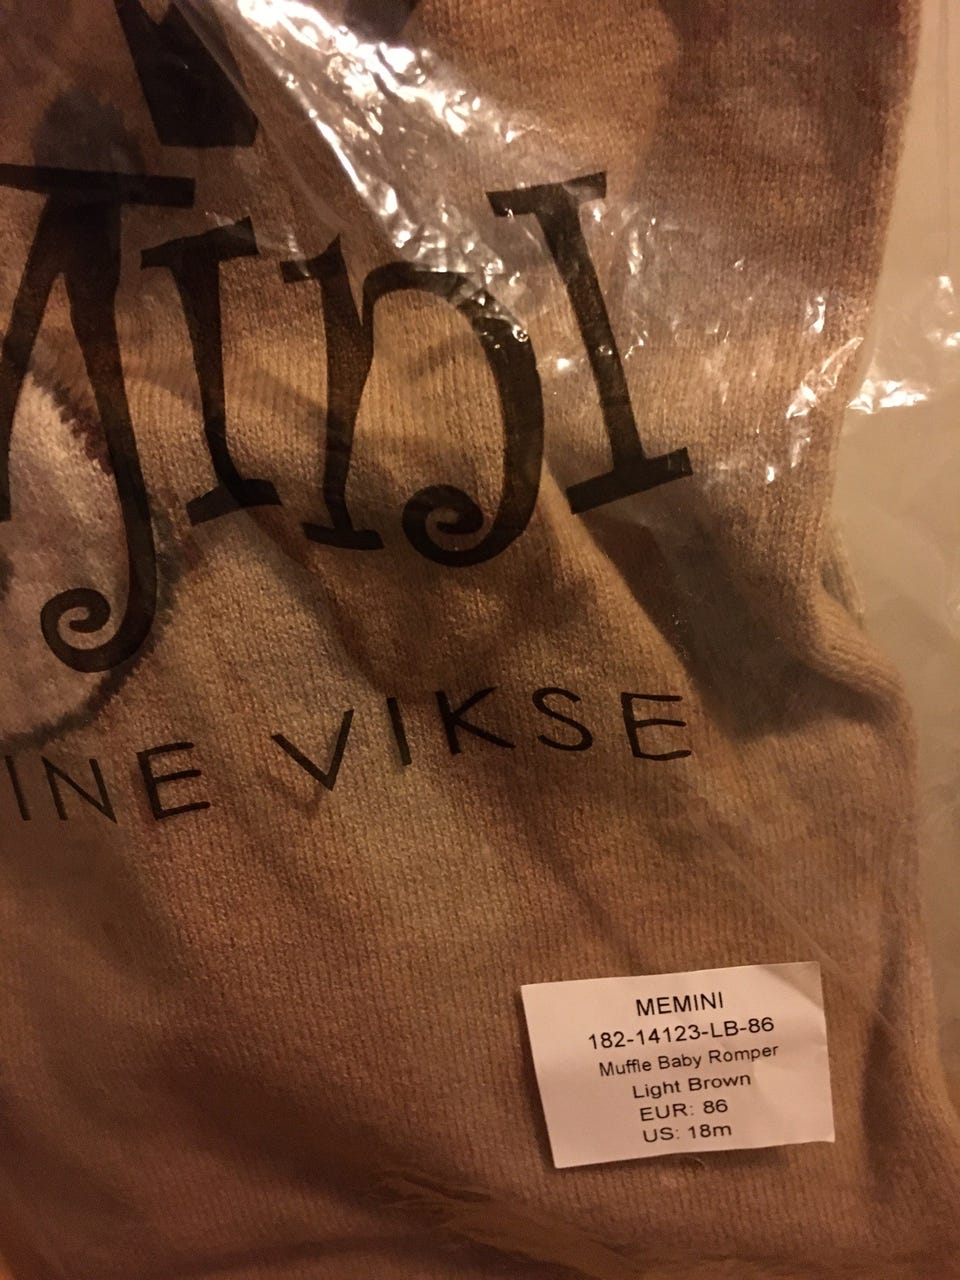 INE VIKSE
MEMINI
182-14123-LB-86
Muffle Baby Romper
Light Brown
EUR: 86
US: 18m